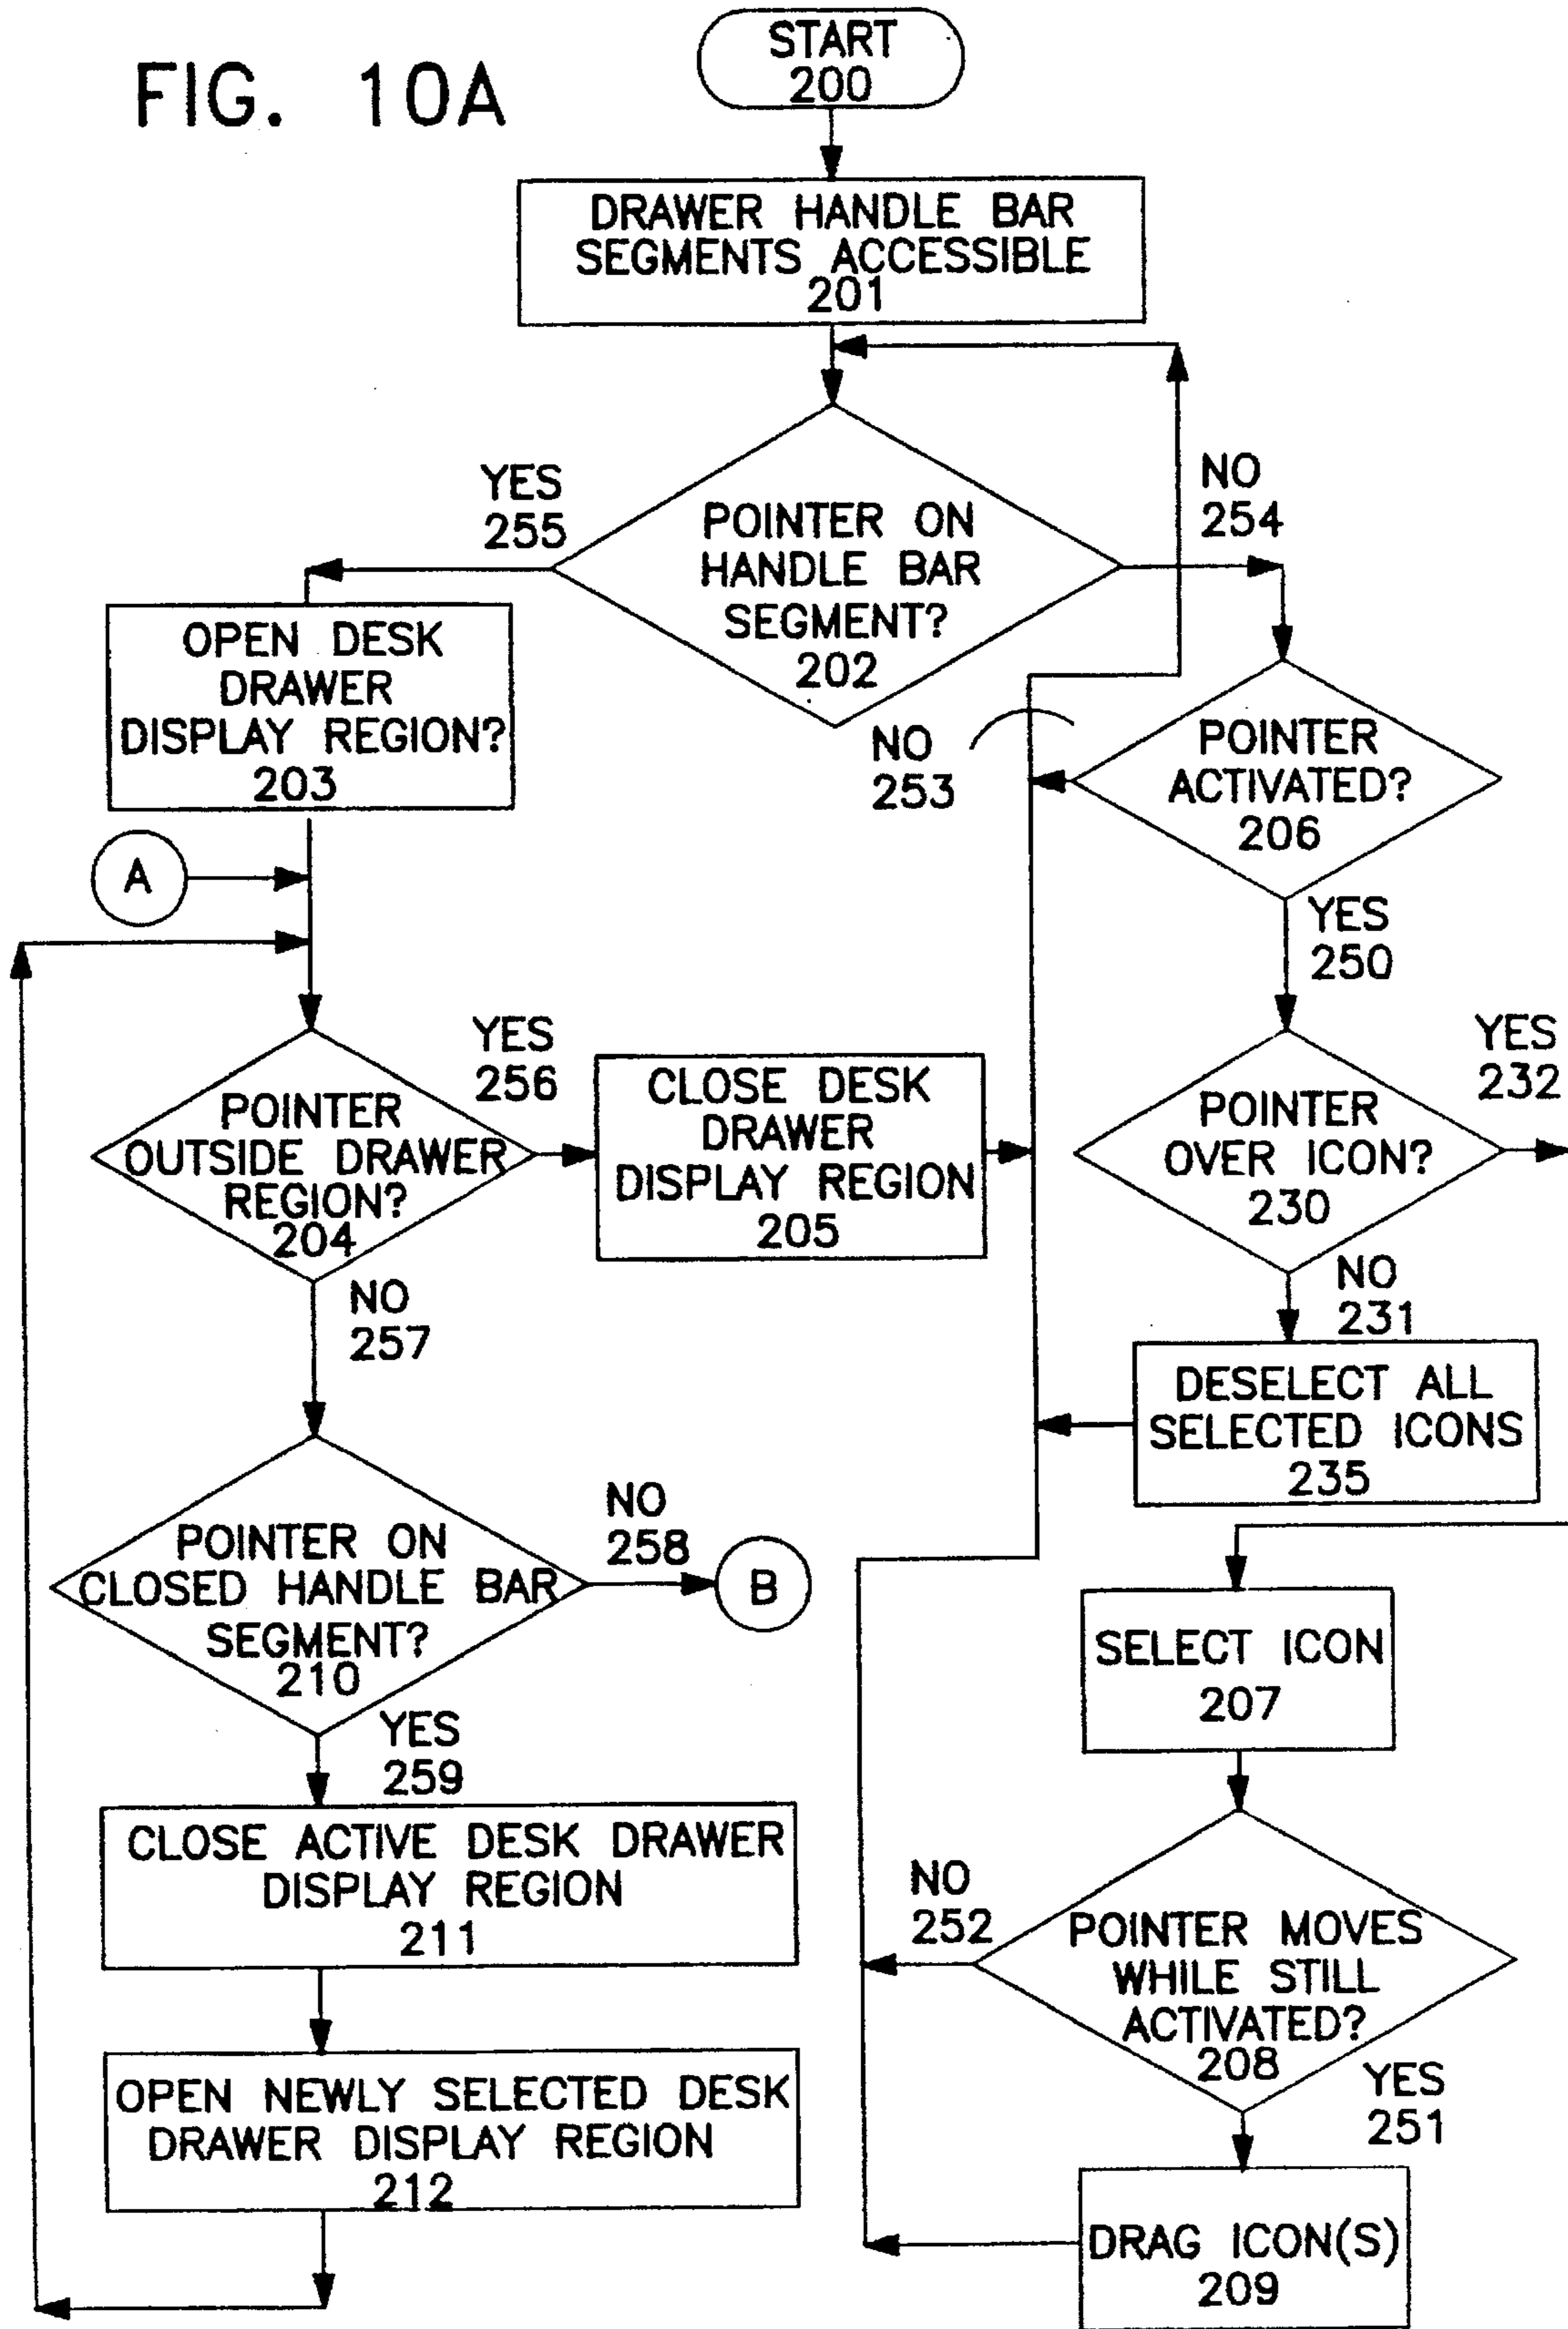 FIG. 10A
START
200
DRAWER HANDLE BAR
SEGMENTS ACCESSIBLE
201
POINTER ON
HANDLE BAR
SEGMENT?
202
YES
255
NO
254
OPEN DESK
DRAWER
DISPLAY REGION?
203
NO
253
POINTER
ACTIVATED?
206
A
YES
250
POINTER
OUTSIDE DRAWER
REGION?
204
YES
256
CLOSE DESK
DRAWER
DISPLAY REGION
205
POINTER
OVER ICON?
230
YES
232
NO
257
NO
231
DESELECT ALL
SELECTED ICONS
235
POINTER ON
CLOSED HANDLE BAR
SEGMENT?
210
NO
258
B
SELECT ICON
207
YES
259
CLOSE ACTIVE DESK DRAWER
DISPLAY REGION
211
NO
252
POINTER MOVES
WHILE STILL
ACTIVATED?
208
YES
251
OPEN NEWLY SELECTED DESK
DRAWER DISPLAY REGION
212
DRAG ICON(S)
209